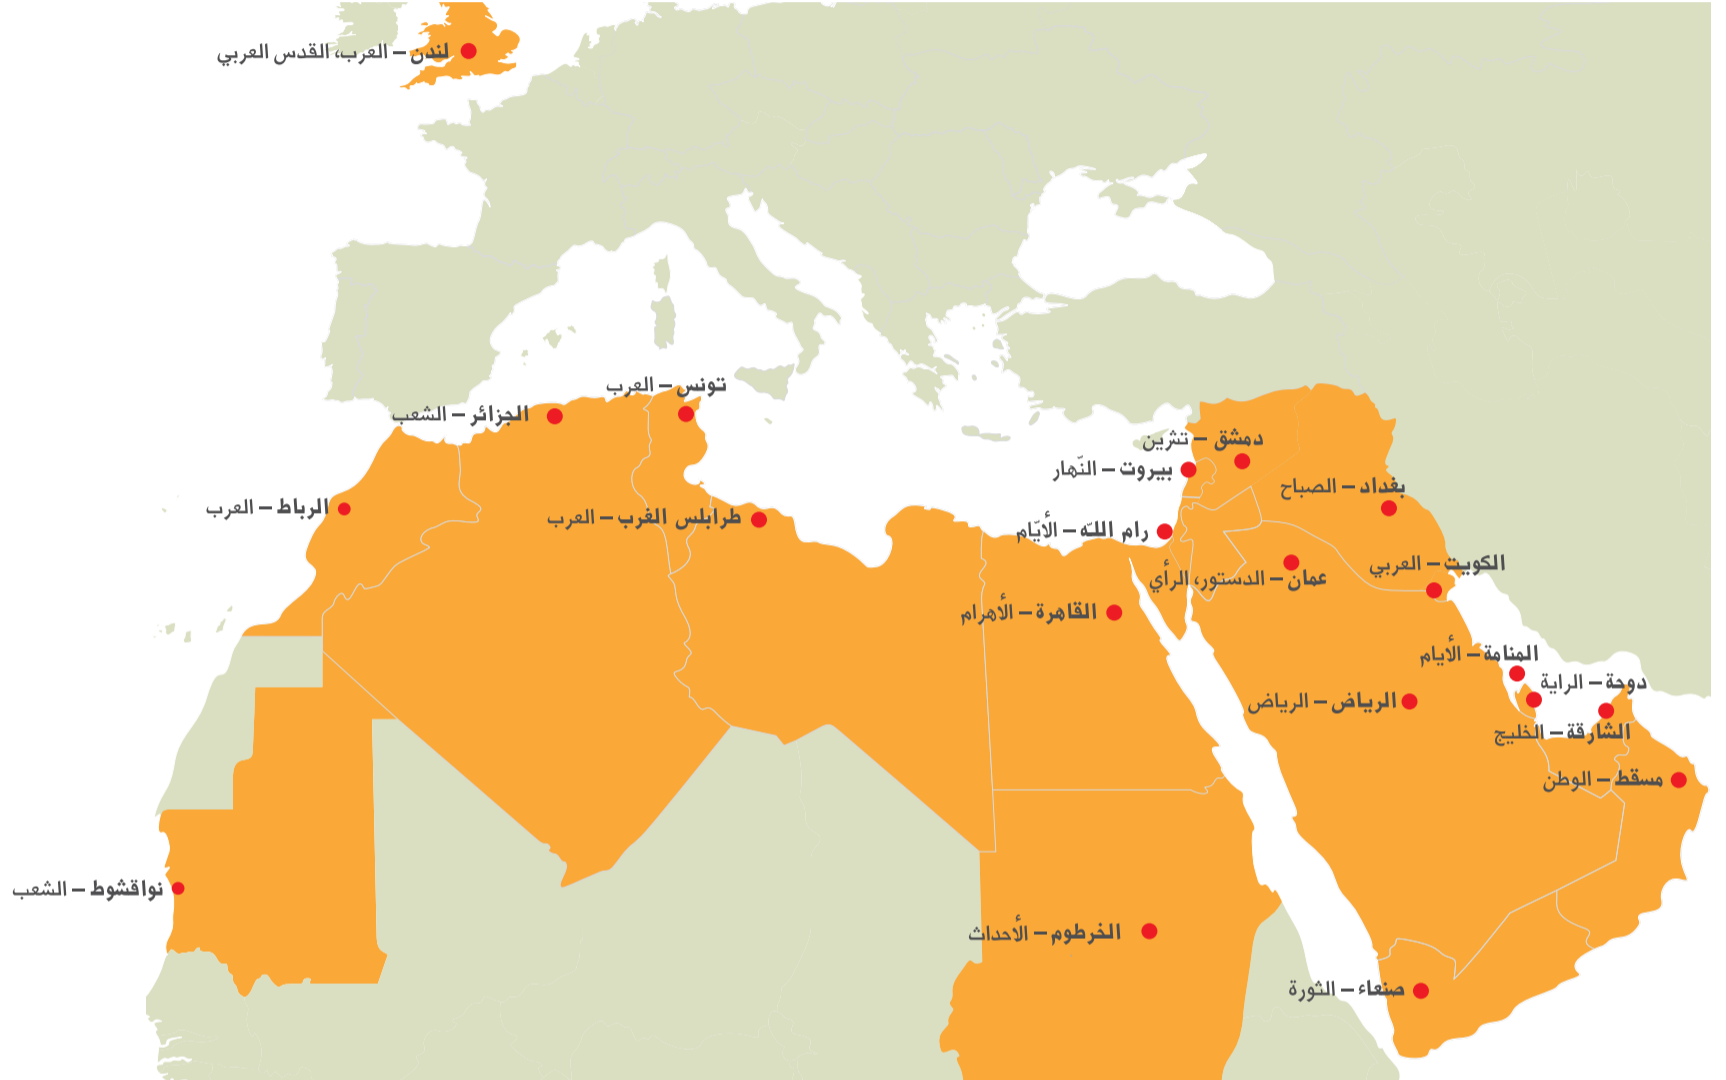 لندن – العرب، القدس العربي
تونس – العرب
الجزائر – الشعب
دمشق – تشرين
بيروت – النّهار
بغداد – الصباح
الرباط – العرب
طرابلس الغرب – العرب
رام اللـّه – الأيّام
الكويت – العربي
عمان – الدستور، الرأي
القاهرة – الأهرام
المنامة – الأيام
دوحة – الراية
الرياض – الرياض
الشارقة – الخليج
مسقط – الوطن
نواقشوط – الشعب
الخرطوم – الأحداث
صنعاء – الثورة